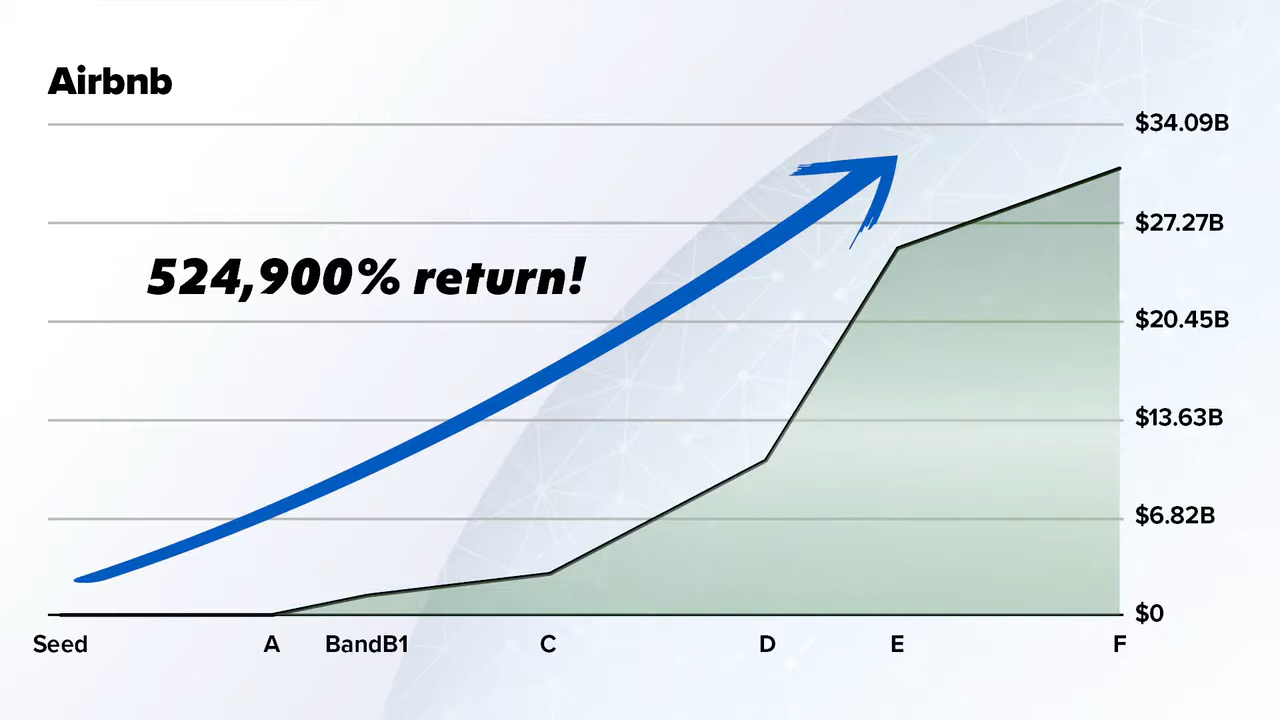 Airbnb
$34.09B
$27.27B
524,900% return!
$20.45B
$13.63B
$6.82B
$0
Seed A BandB1 C D E F